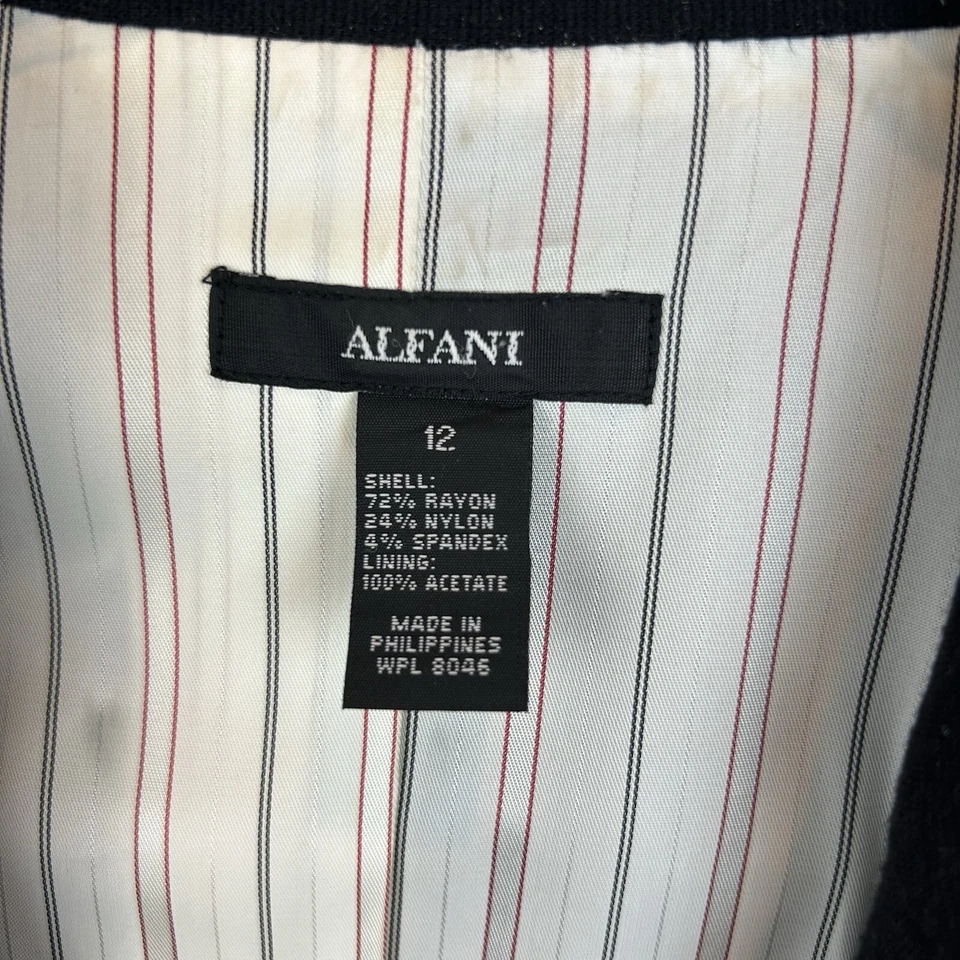 ALFANI
12
SHELL:
72% RAYON
24% NYLON
4% SPANDEX
LINING:
100% ACETATE
MADE IN
PHILIPPINES
WPL 8046